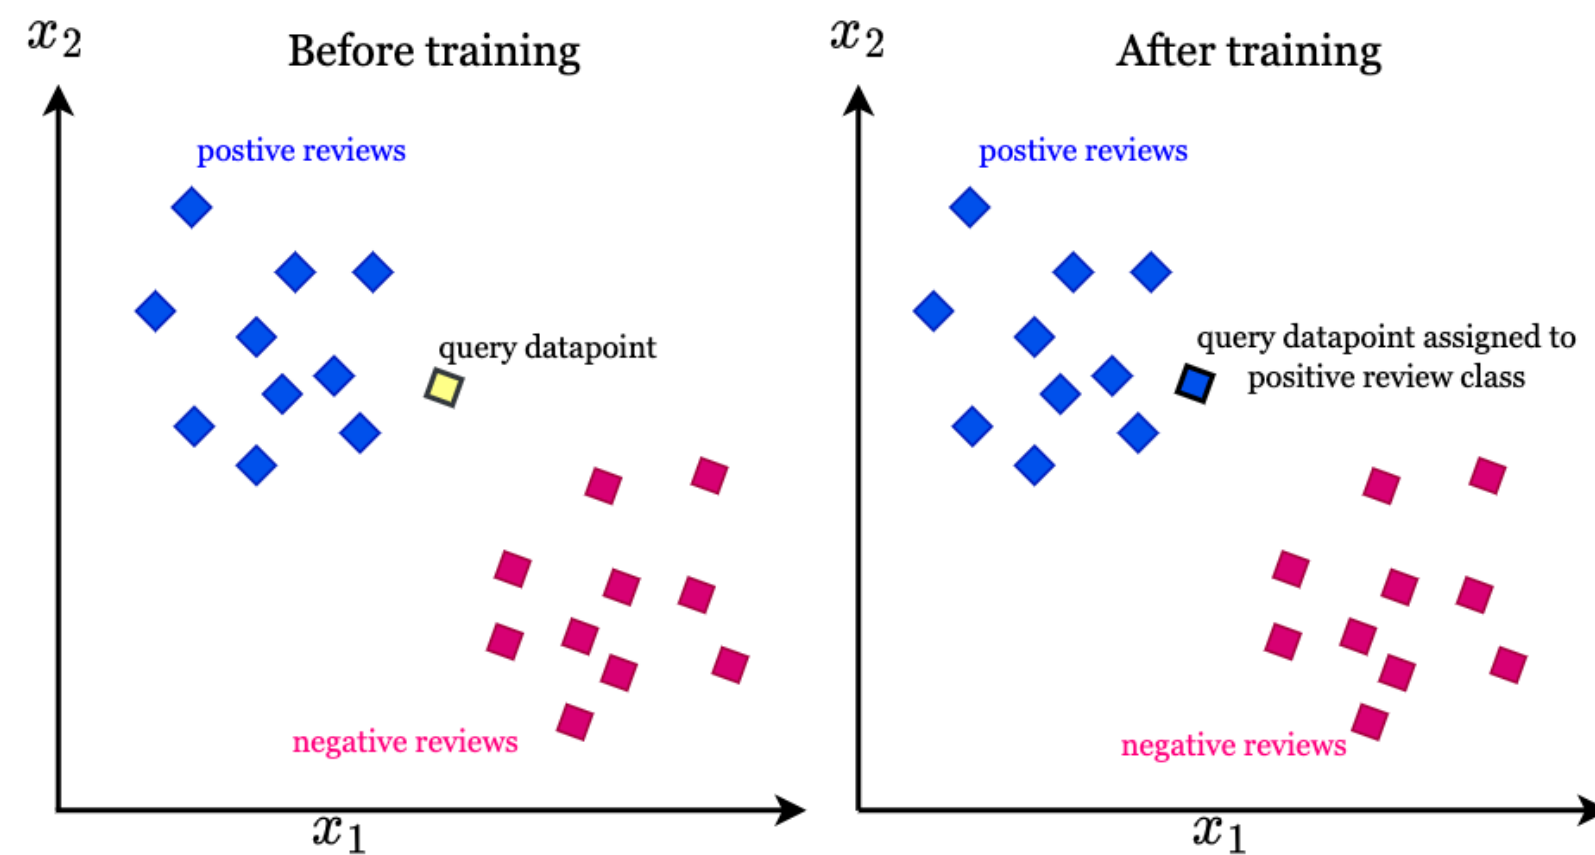 x2
Before training
postive reviews
query datapoint
negative reviews
x1
x2
After training
postive reviews
query datapoint assigned to
positive review class
negative reviews
x1